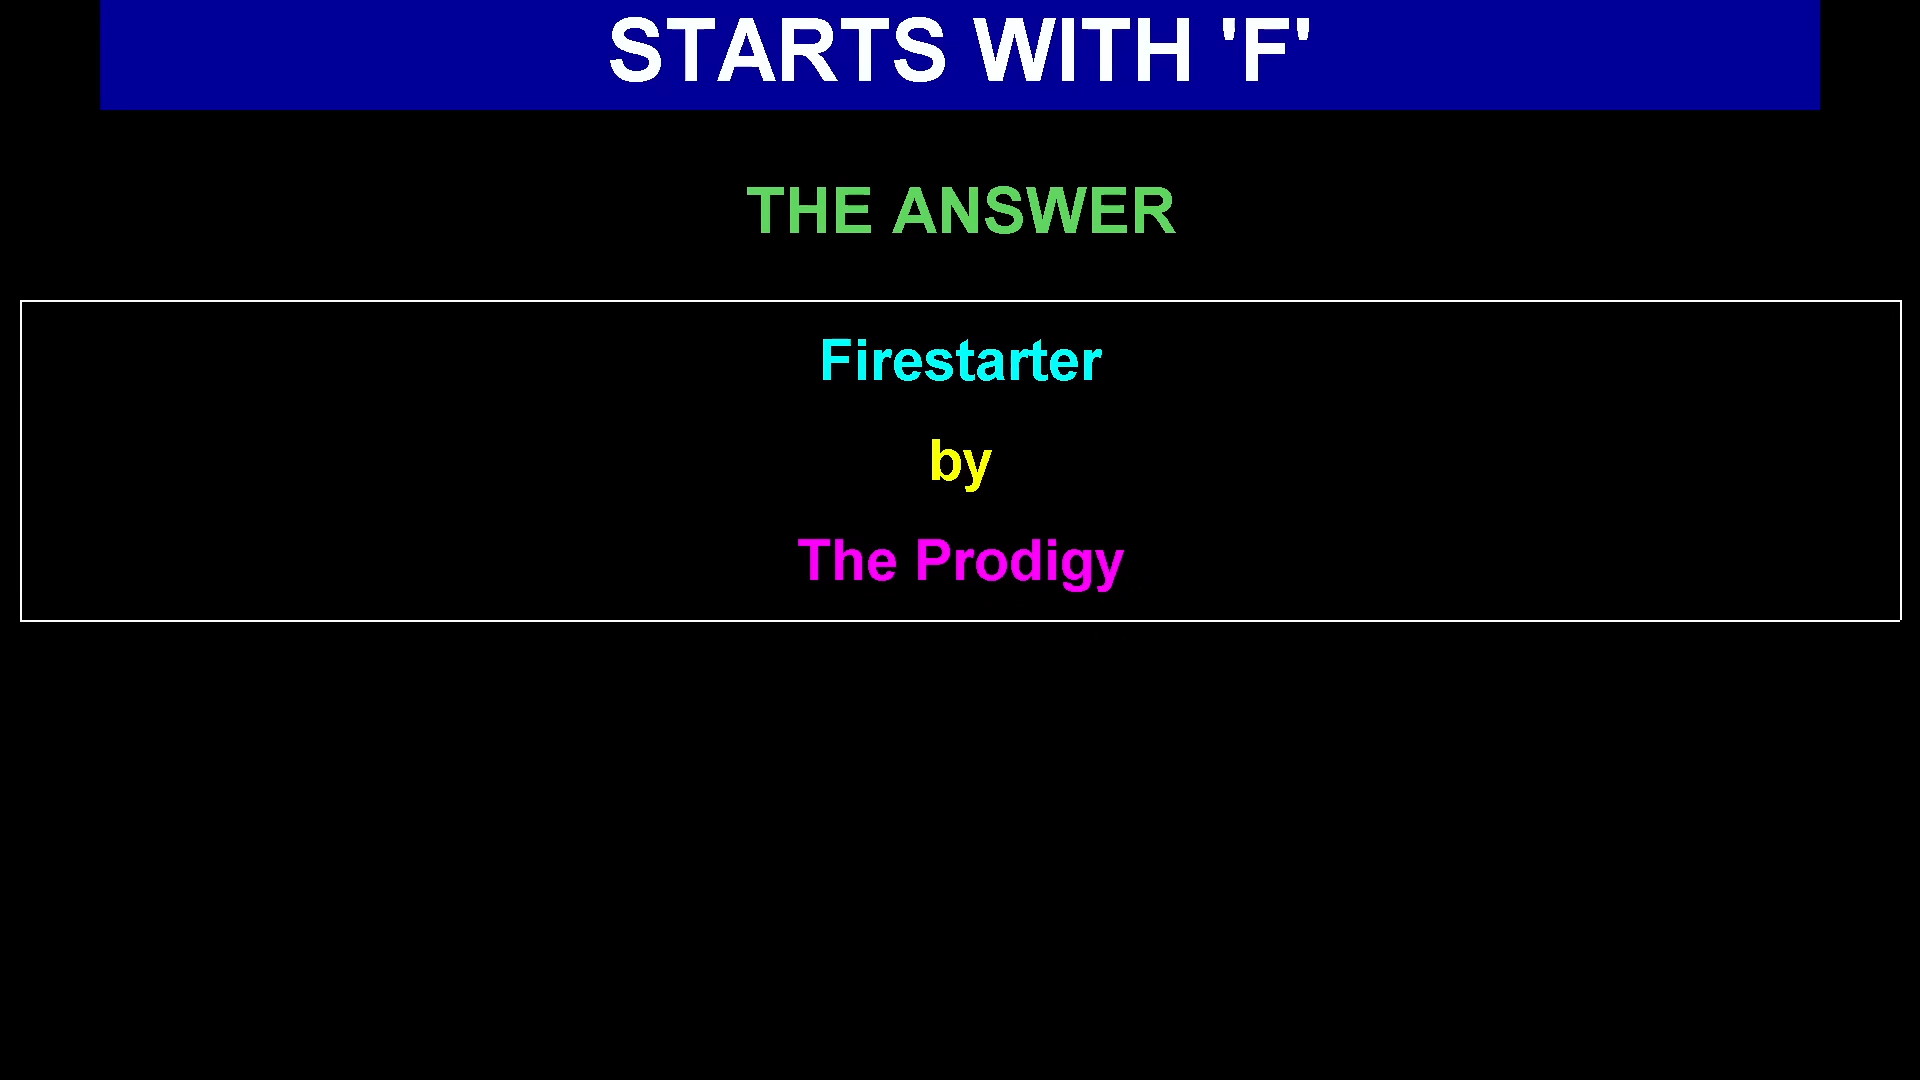 STARTS WITH 'F'
THE ANSWER
Firestarter
by
The Prodigy